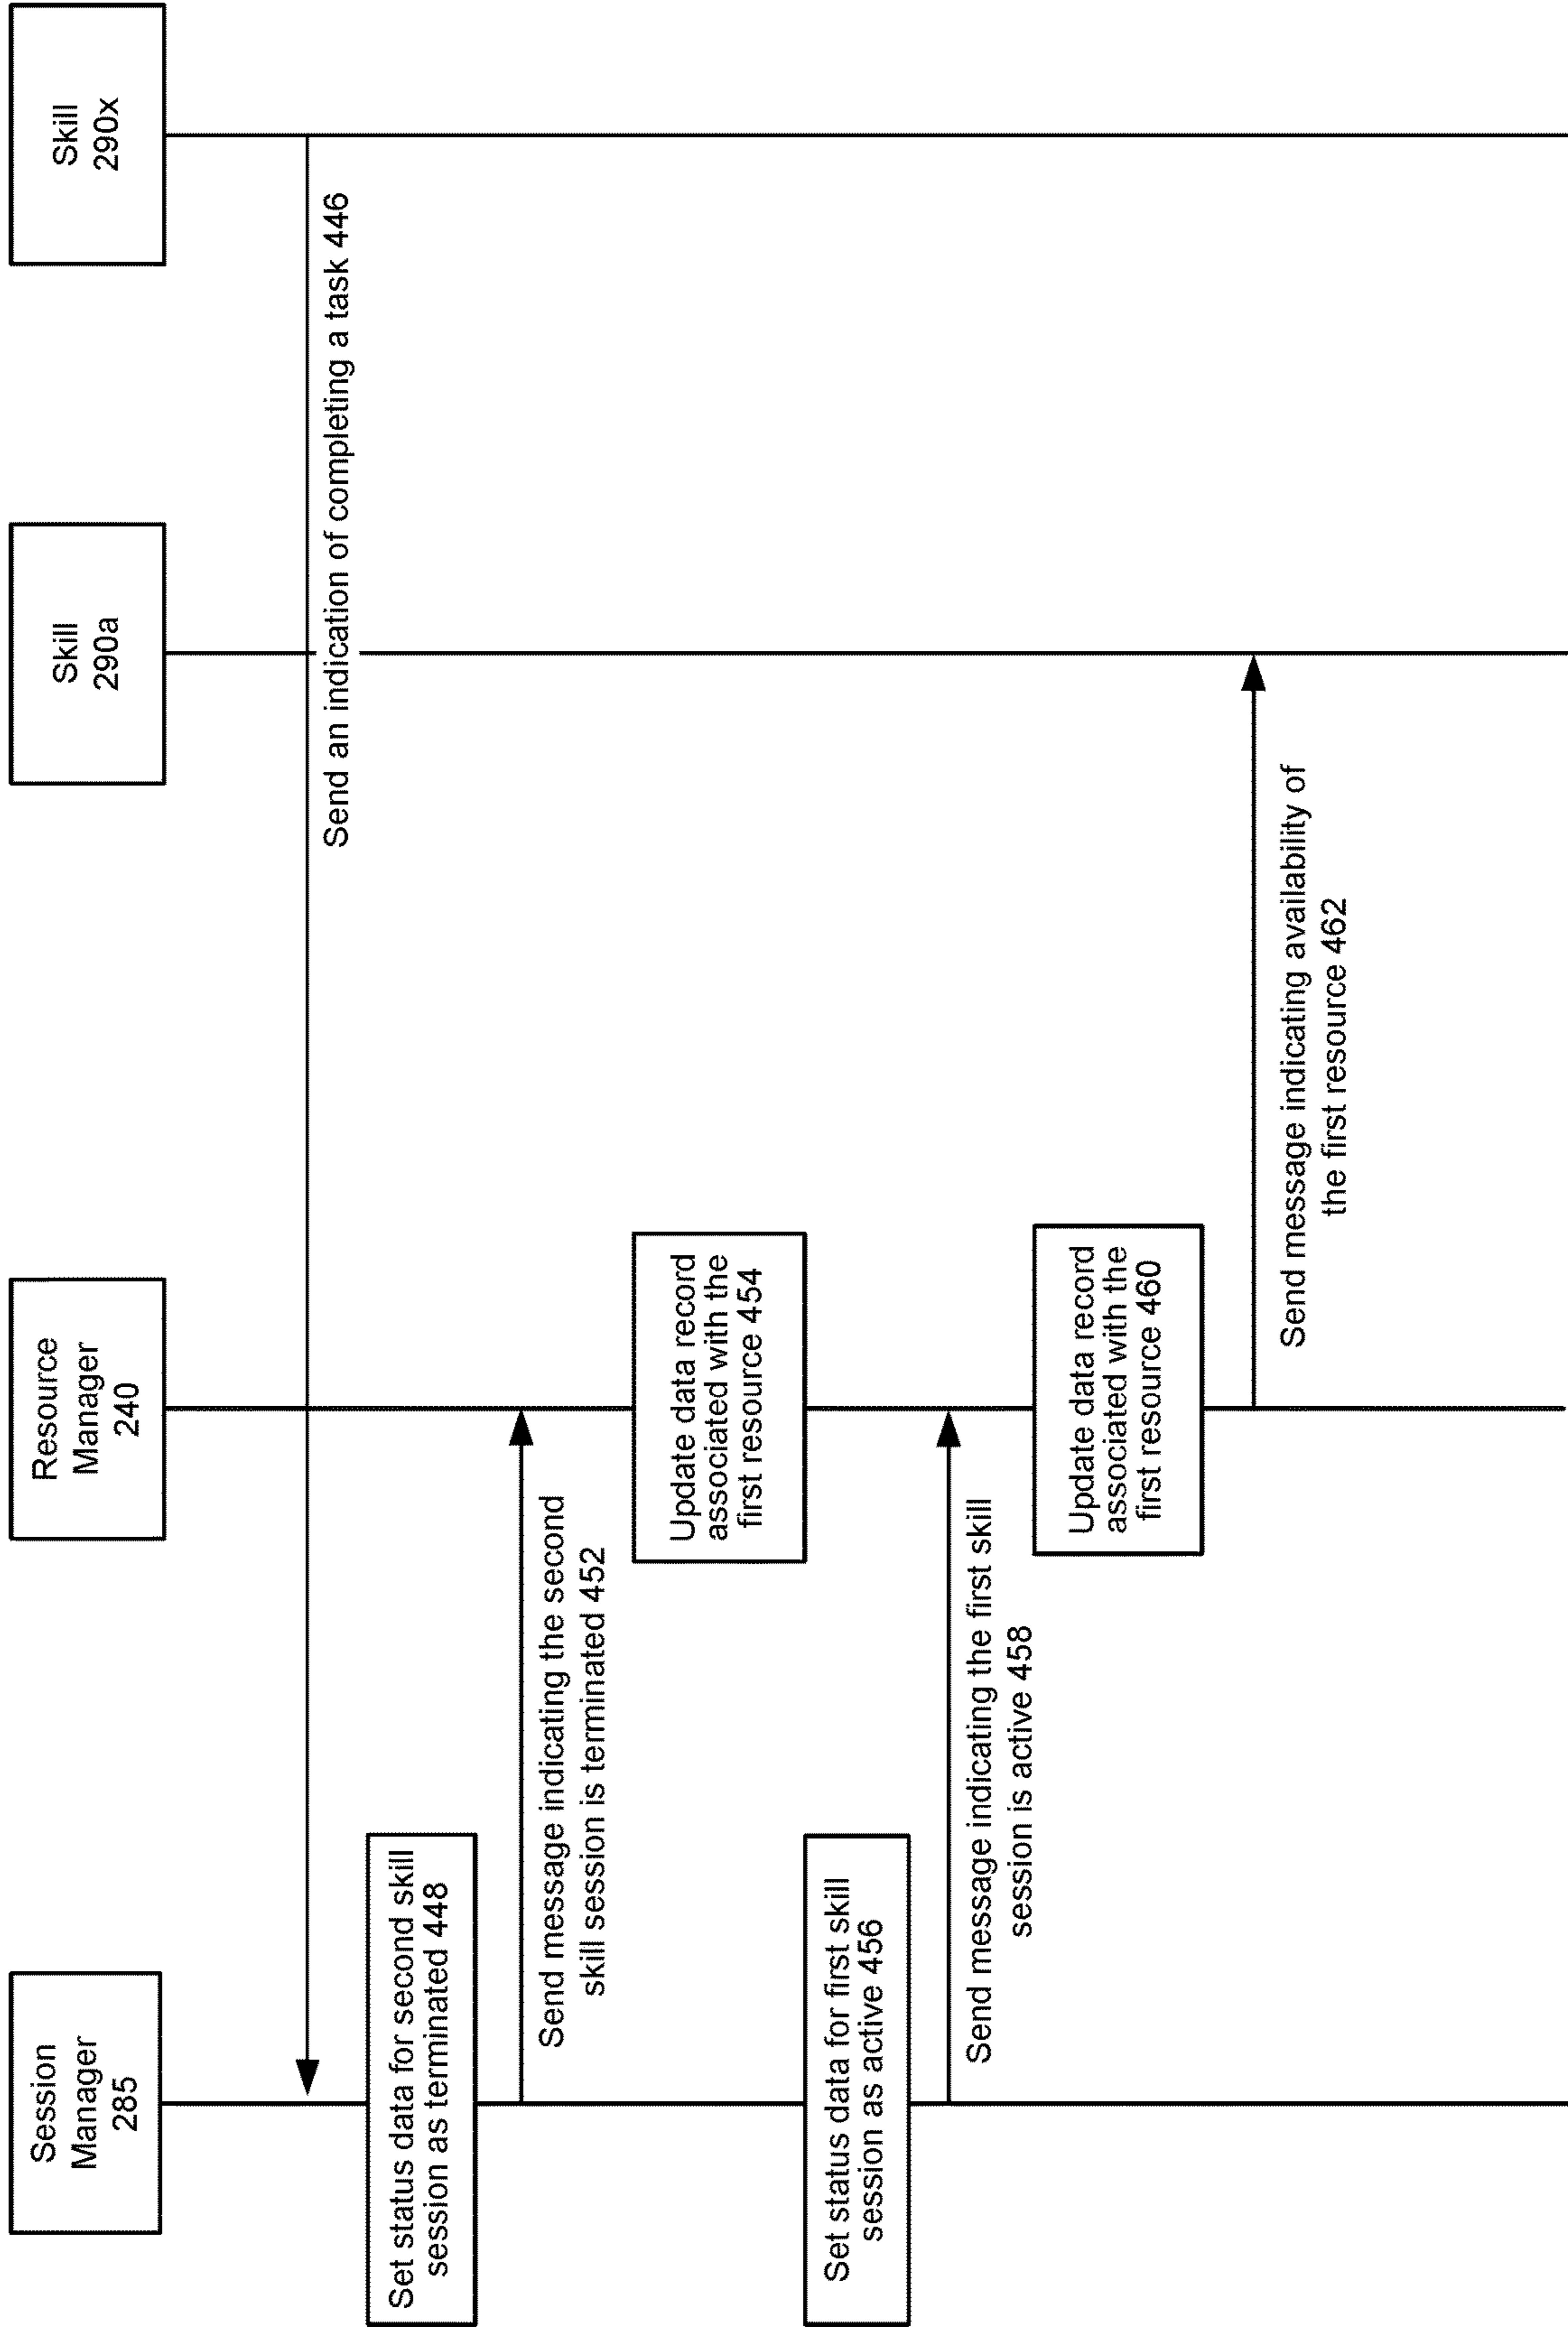 Session
Manager
285
Resource
Manager
240
Skill
290a
Skill
290x
Send an indication of completing a task 446
Set status data for second skill
session as terminated 448
Send message indicating the second
skill session is terminated 452
Update data record
associated with the
first resource 454
Set status data for first skill
session as active 456
Send message indicating the first skill
session is active 458
Update data record
associated with the
first resource 460
Send message indicating availability of
the first resource 462